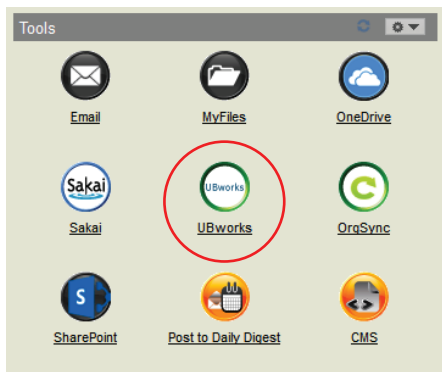 Tools
Email MyFiles OneDrive
Sakai UBworks
Sakai UBworks OrgSync
S
SharePoint Post to Daily Digest CMS